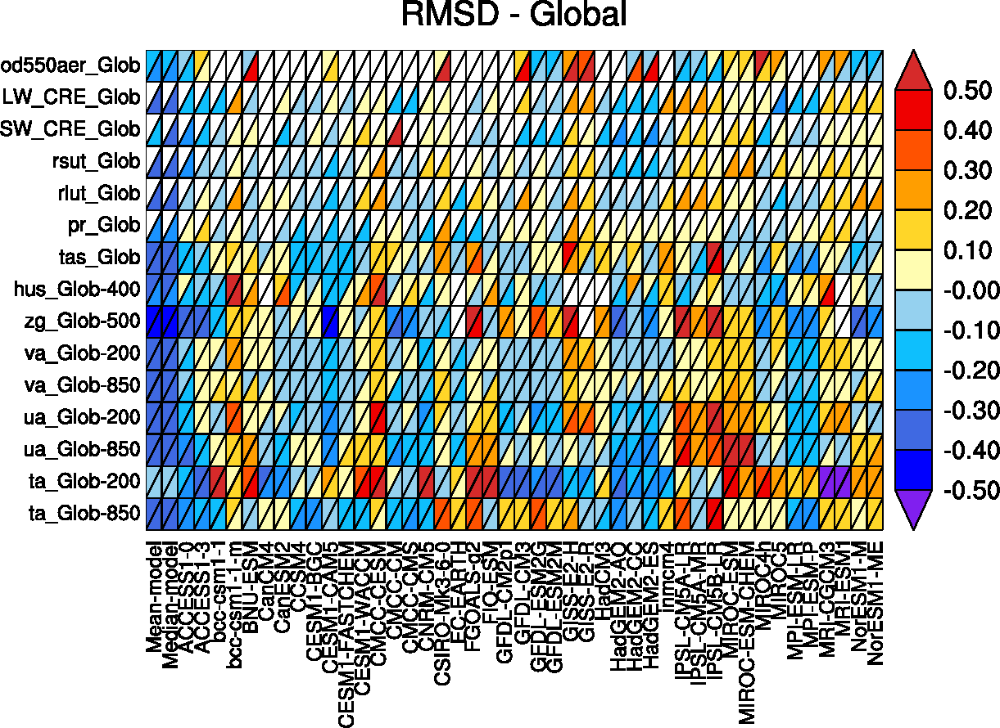 RMSD - Global
od550aer_Glob
LW_CRE_Glob
SW_CRE_Glob
rsut_Glob
rlut_Glob
pr_Glob
tas_Glob
hus_Glob-400
zg_Glob-500
va_Glob-200
va_Glob-850
ua_Glob-200
ua_Glob-850
ta_Glob-200
ta_Glob-850
0.50
0.40
0.30
0.20
0.10
-0.00
-0.10
-0.20
-0.30
-0.40
-0.50
Mean-model
Median-model
ACCESS1-0
ACCESS1-3
bcc-csm1-1
bcc-csm1-1-m
BNU-ESM
CanCM4
CanESM2
CCSM4
CESM1-BGC
CESM1-CAM5
CESM1-FASTCHEM
CESM1-WACCM
CMCC-CESM
CMCC-CM
CMCC-CMS
CNRM-CM5
CSIRO-Mk3-6-0
EC-EARTH
FGOALS-g2
FIO-ESM
GFDL-CM2p1
GFDL-CM3
GFDL-ESM2G
GFDL-ESM2M
GISS-E2-H
GISS-E2-R
HadCM3
HadGEM2-AO
HadGEM2-CC
HadGEM2-ES
inmcm4
IPSL-CM5A-LR
IPSL-CM5A-MR
IPSL-CM5B-LR
MIROC-ESM
MIROC-ESM-CHEM
MIROC4h
MIROC5
MPI-ESM-LR
MPI-ESM-P
MRI-CGCM3
MRI-ESM1
NorESM1-M
NorESM1-ME